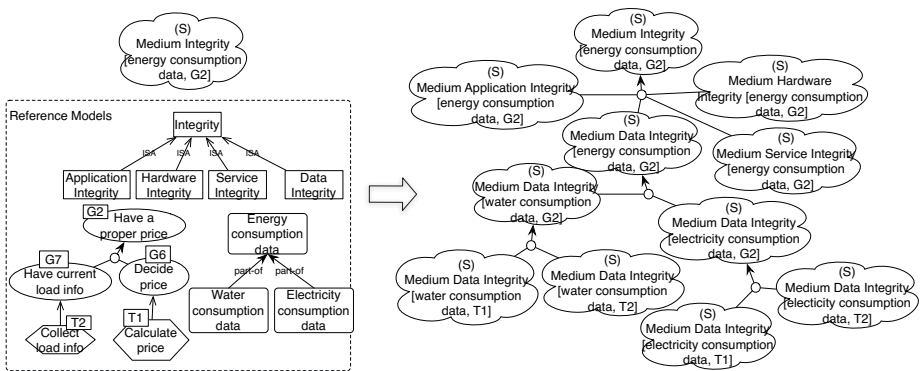 (S)
Medium Integrity
[energy consumption
data, G2]
Reference Models
Integrity
ISA
ISA
ISA
ISA
Application
Integrity
Hardware
Integrity
Service
Integrity
Data
Integrity
G2
Have a
proper price
G7
Have current
load info
G6
Decide
price
T2
Collect
load info
T1
Calculate
price
Energy
consumption
data
part-of
part-of
Water
consumption
data
Electricity
consumption
data
(S)
Medium Integrity
[energy consumption
data, G2]
(S)
Medium Application Integrity
[energy consumption
data, G2]
(S)
Medium Hardware
Integrity [energy
consumption data,
G2]
(S)
Medium Data Integrity
[energy consumption
data, G2]
(S)
Medium Service Integrity
[energy consumption
data, G2]
(S)
Medium Data Integrity
[water consumption
data, G2]
(S)
Medium Data Integrity
[electricity consumption
data, G2]
(S)
Medium Data Integrity
[water consumption
data, T1]
(S)
Medium Data Integrity
[water consumption
data, T2]
(S)
Medium Data Integrity
[electricity consumption
data, T1]
(S)
Medium Data Integrity
[electicity consumption
data, T2]